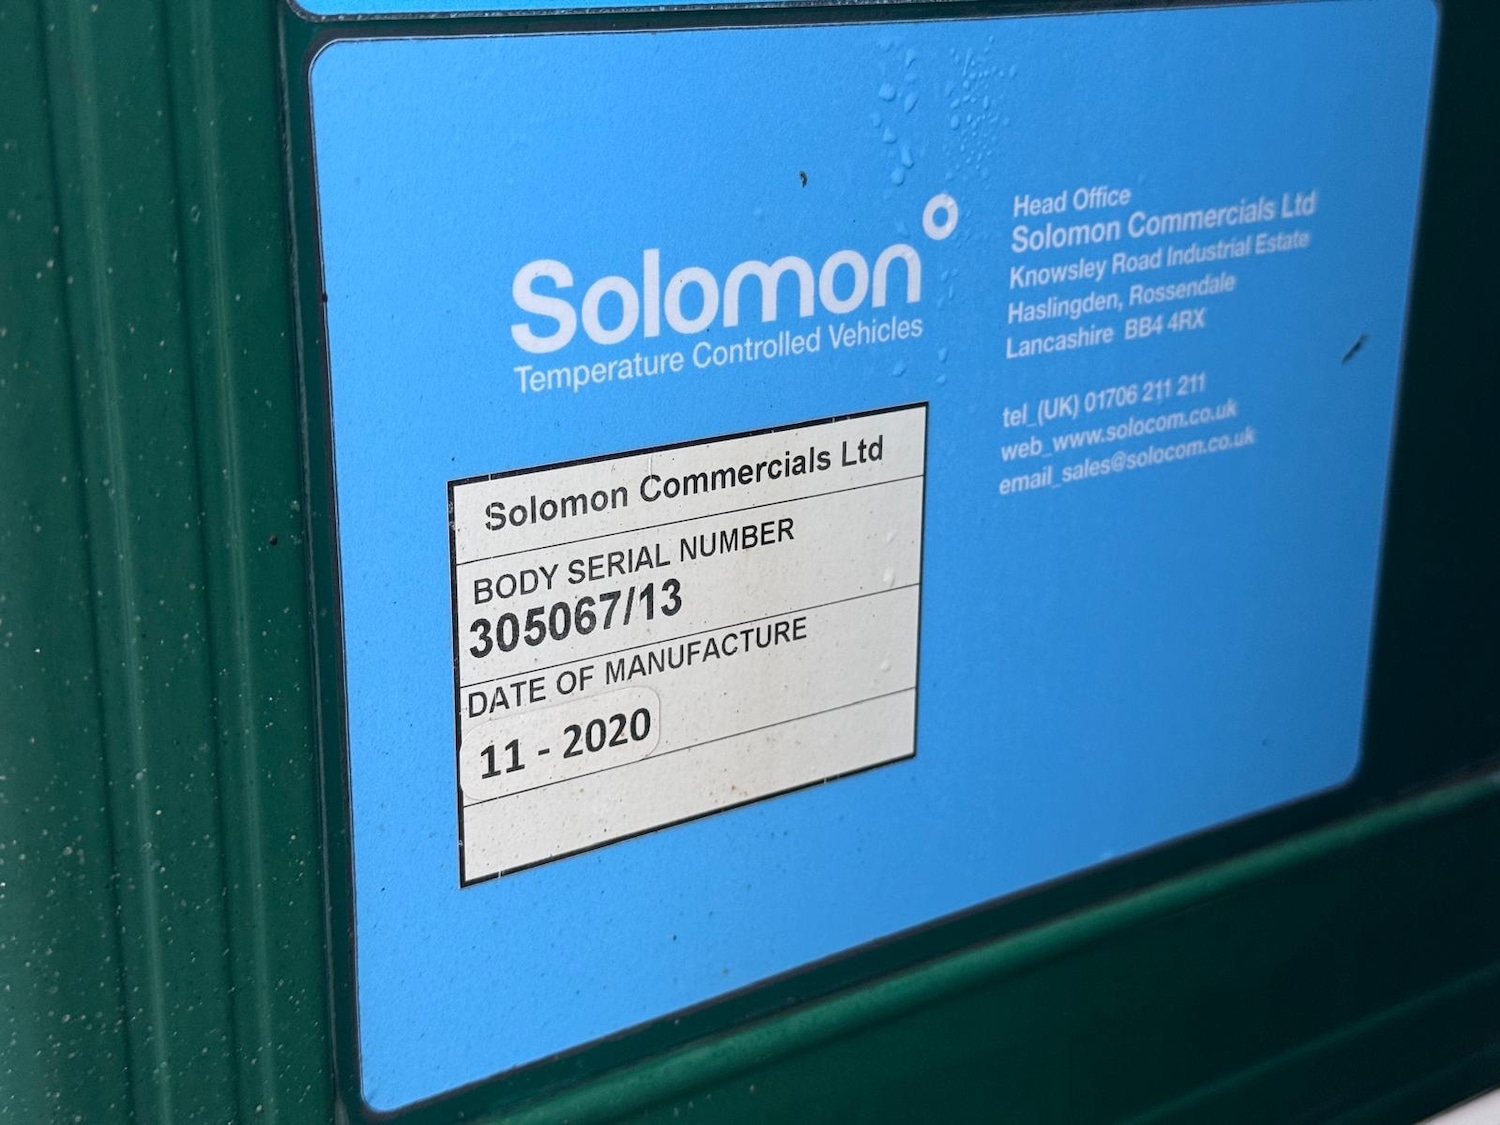 Solomon
Temperature Controlled Vehicles
Head Office
Solomon Commercials Ltd
Knowsley Road Industrial Estate
Haslingden, Rossendale
Lancashire BB4 4RX
tel_(UK) 01706 211 211
web_www.solocom.co.uk
email_sales@solocom.co.uk
Solomon Commercials Ltd
BODY SERIAL NUMBER
305067/13
DATE OF MANUFACTURE
11 - 2020